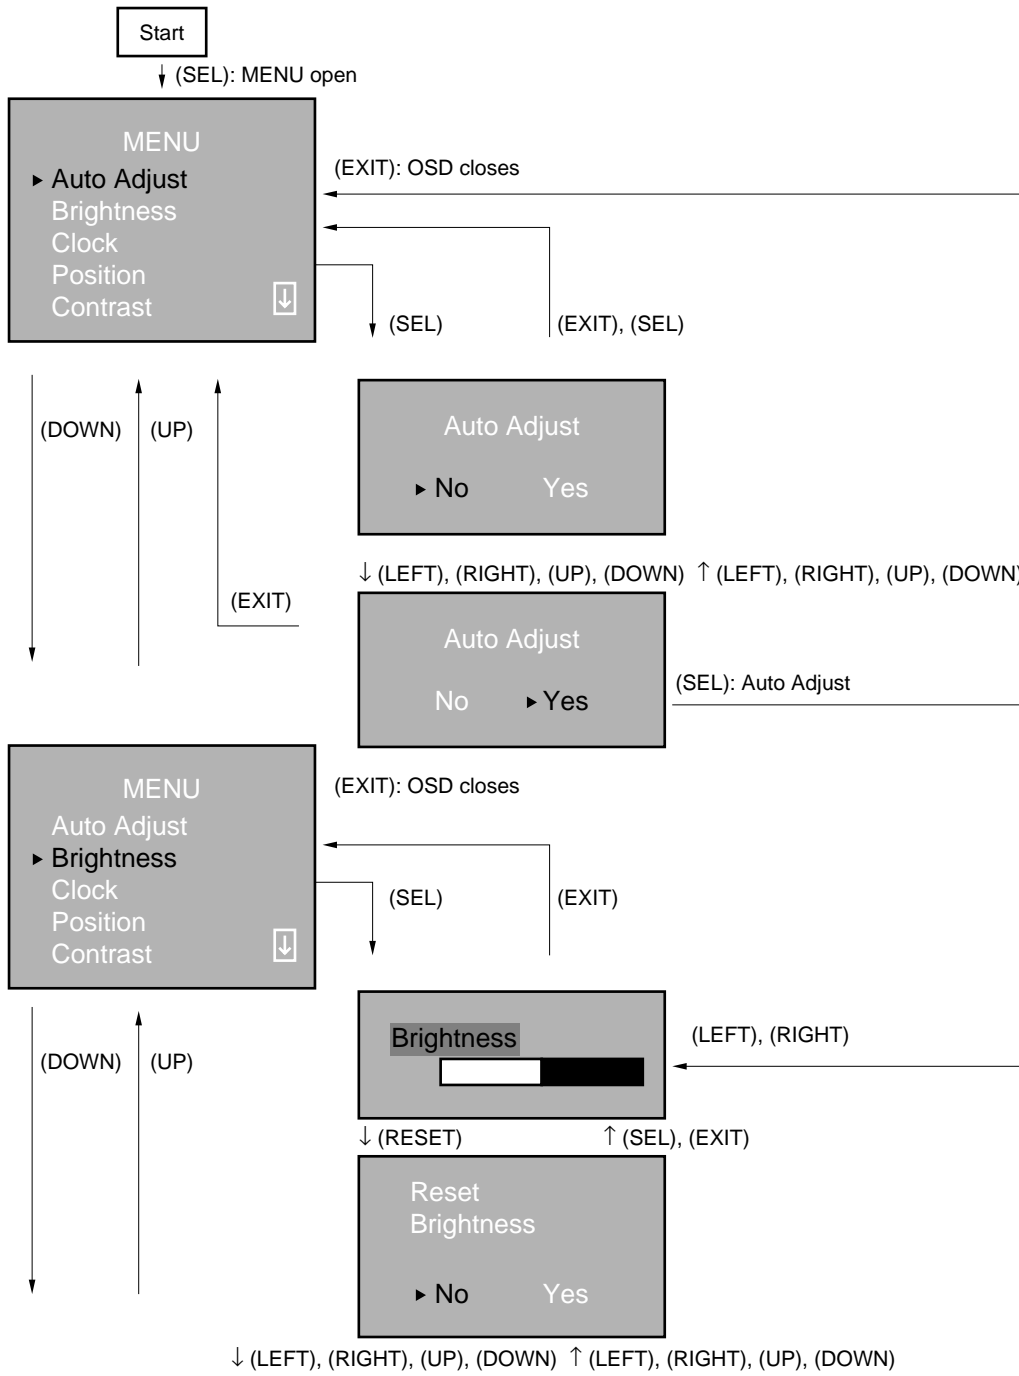 Start
(SEL): MENU open
MENU
Auto Adjust
Brightness
Clock
Position
Contrast
(EXIT): OSD closes
(SEL)
(EXIT), (SEL)
(DOWN)
(UP)
(EXIT)
Auto Adjust
No Yes
↓ (LEFT), (RIGHT), (UP), (DOWN) ↑ (LEFT), (RIGHT), (UP), (DOWN)
Auto Adjust
No Yes
(SEL): Auto Adjust
MENU
Auto Adjust
Brightness
Clock
Position
Contrast
(EXIT): OSD closes
(SEL)
(EXIT)
(DOWN)
(UP)
Brightness
(LEFT), (RIGHT)
↓ (RESET) ↑ (SEL), (EXIT)
Reset
Brightness
No Yes
↓ (LEFT), (RIGHT), (UP), (DOWN) ↑ (LEFT), (RIGHT), (UP), (DOWN)